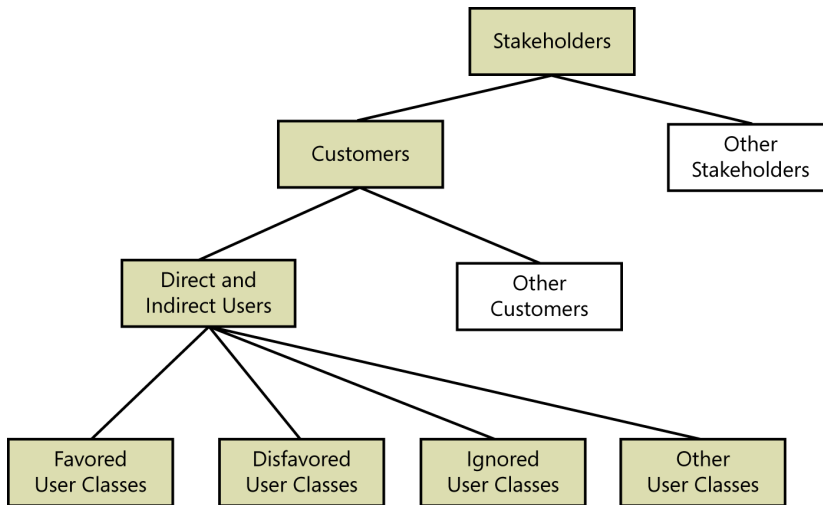 Stakeholders
Customers
Other
Stakeholders
Direct and
Indirect Users
Other
Customers
Favored
User Classes
Disfavored
User Classes
Ignored
User Classes
Other
User Classes